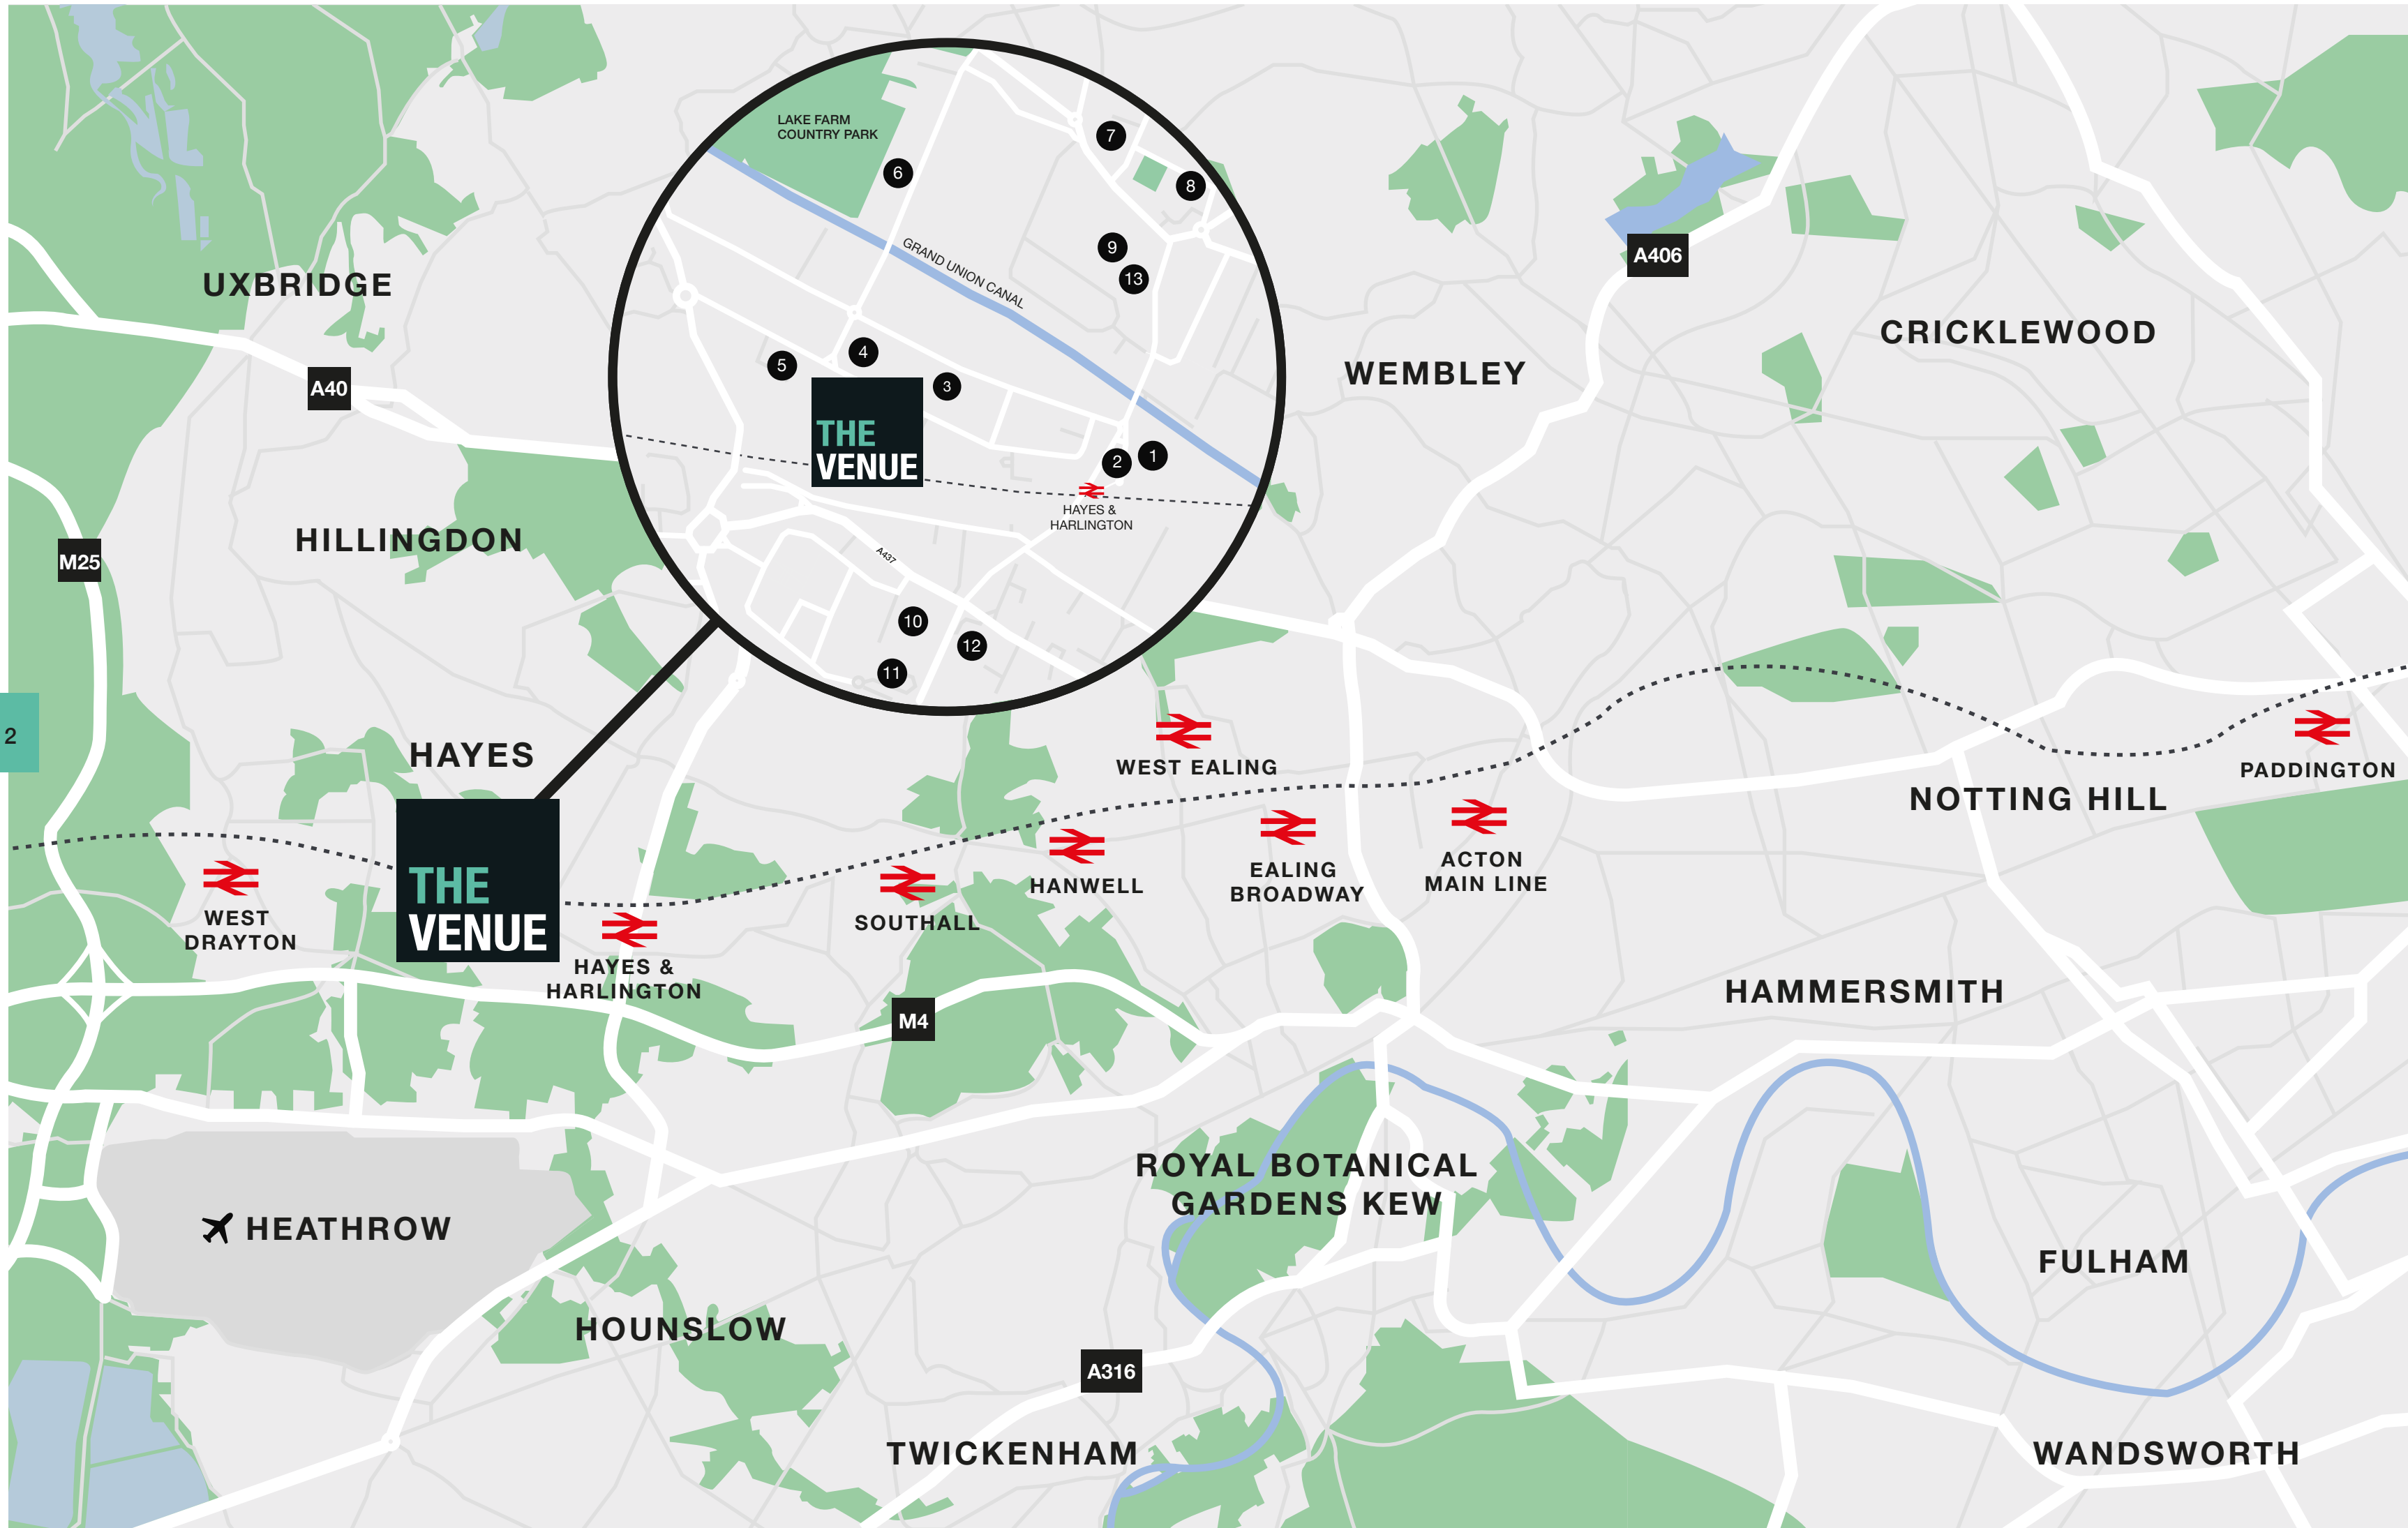 LAKE FARM
COUNTRY PARK
7
6
8
GRAND UNION CANAL
9
13
A406
UXBRIDGE
CRICKLEWOOD
4
5
3
WEMBLEY
A40
THE
VENUE
1
2
HAYES &
HARLINGTON
HILLINGDON
M25
A437
10
12
11
2
HAYES
WEST EALING
PADDINGTON
NOTTING HILL
THE
VENUE
WEST
DRAYTON
HAYES &
HARLINGTON
SOUTHALL
HANWELL
EALING
BROADWAY
ACTON
MAIN LINE
M4
HAMMERSMITH
ROYAL BOTANICAL
GARDENS KEW
HEATHROW
FULHAM
HOUNSLOW
A316
TWICKENHAM
WANDSWORTH